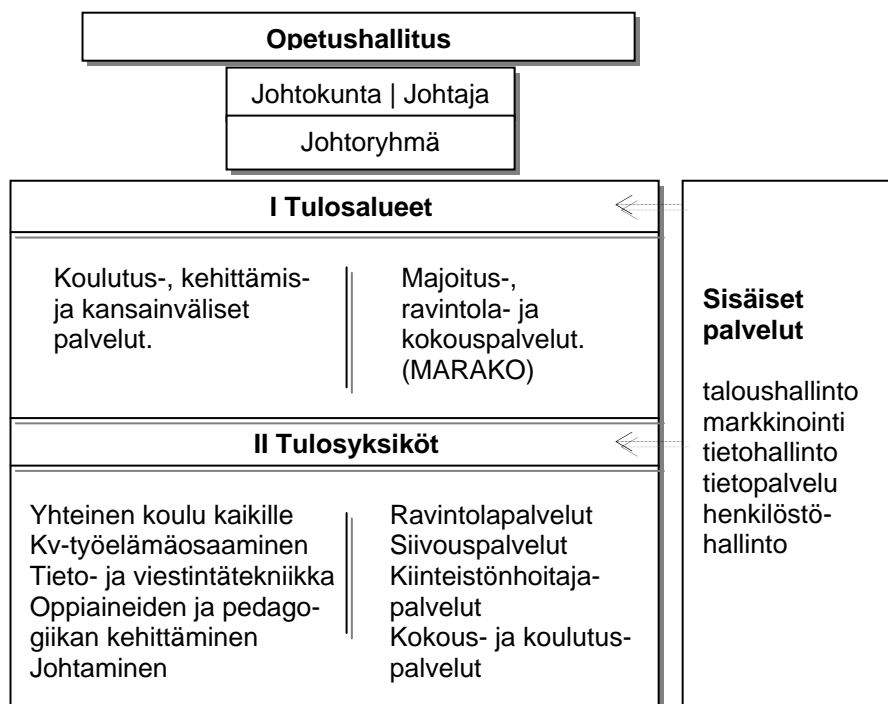 Opetushallitus
Johtokunta | Johtaja
Johtoryhmä
I Tulosalueet
Koulutus-, kehittämis-
ja kansainväliset
palvelut.
Majoitus-,
ravintola- ja
kokouspalvelut.
(MARAKO)
II Tulosyksiköt
Yhteinen koulu kaikille
Kv-työelämäosaaminen
Tieto- ja viestintätekniikka
Oppiaineiden ja pedago-
giikan kehittäminen
Johtaminen
Ravintolapalvelut
Siivouspalvelut
Kiinteistönhoitaja-
palvelut
Kokous- ja koulutus-
palvelut
Sisäiset
palvelut
taloushallinto
markkinointi
tietohallinto
tietopalvelu
henkilöstö-
hallinto